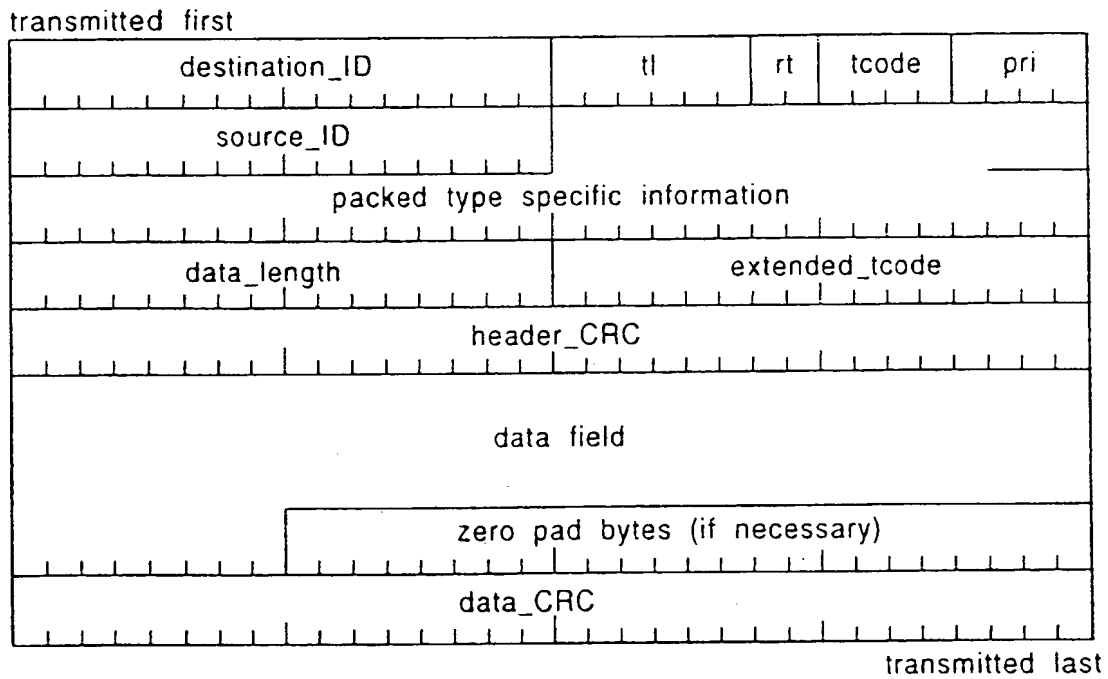 transmitted first
destination_ID tl rt tcode pri
source_ID
packed type specific information
data_length extended_tcode
header_CRC
data field
zero pad bytes (if necessary)
data_CRC
transmitted last